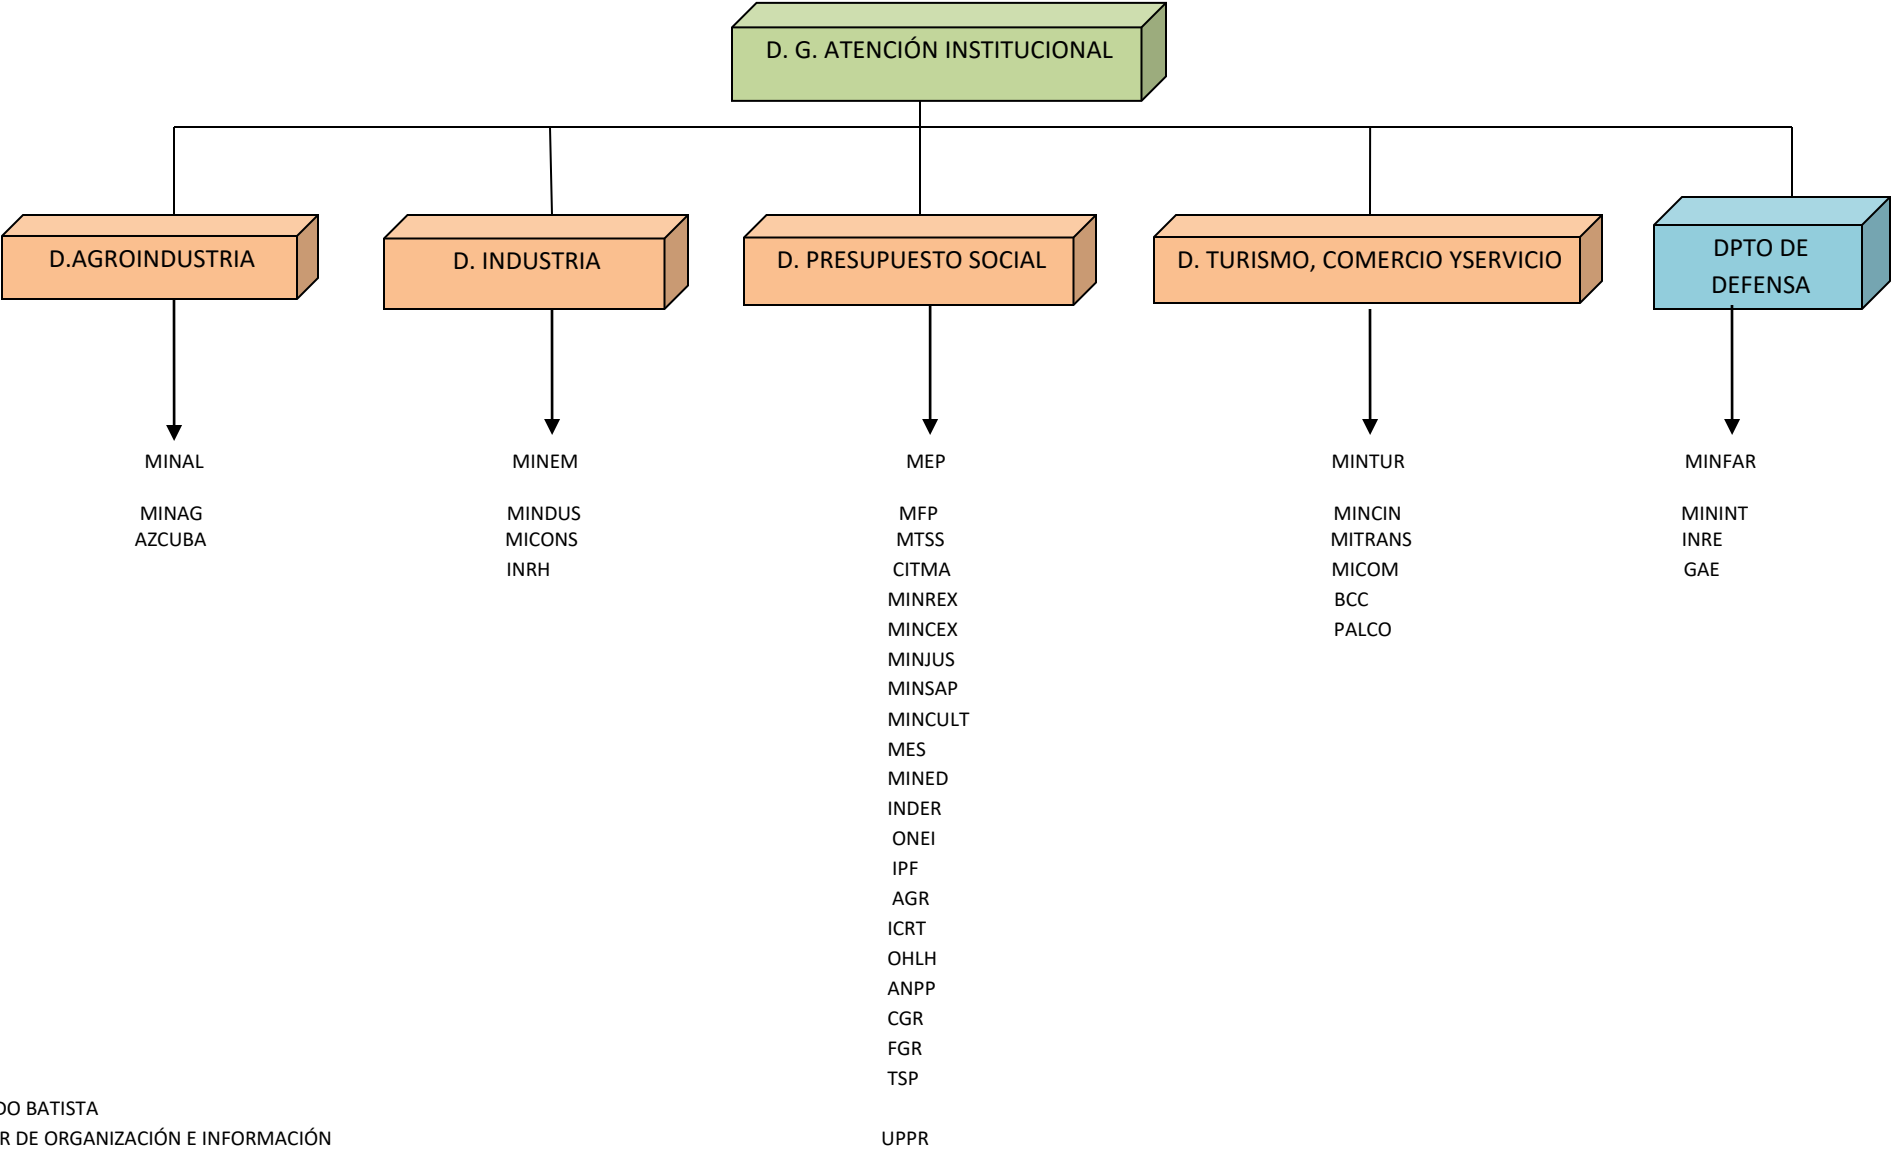 D. G. ATENCIÓN INSTITUCIONAL
D.AGROINDUSTRIA
D. INDUSTRIA
D. PRESUPUESTO SOCIAL
D. TURISMO, COMERCIO YSERVICIO
DPTO DE
DEFENSA
MINAL MINEM MEP MINTUR MINFAR
MINAG MINDUS MFP MINCIN MININT
AZCUBA MICONS MTSS MITRANS INRE
INRH CITMA MICOM GAE
MINREX BCC
MINCEX PALCO
MINJUS
MINSAP
MINCULT
MES
MINED
INDER
ONEI
IPF
AGR
ICRT
OHLH
ANPP
CGR
FGR
TSP
DO BATISTA
R DE ORGANIZACIÓN E INFORMACIÓN UPPR